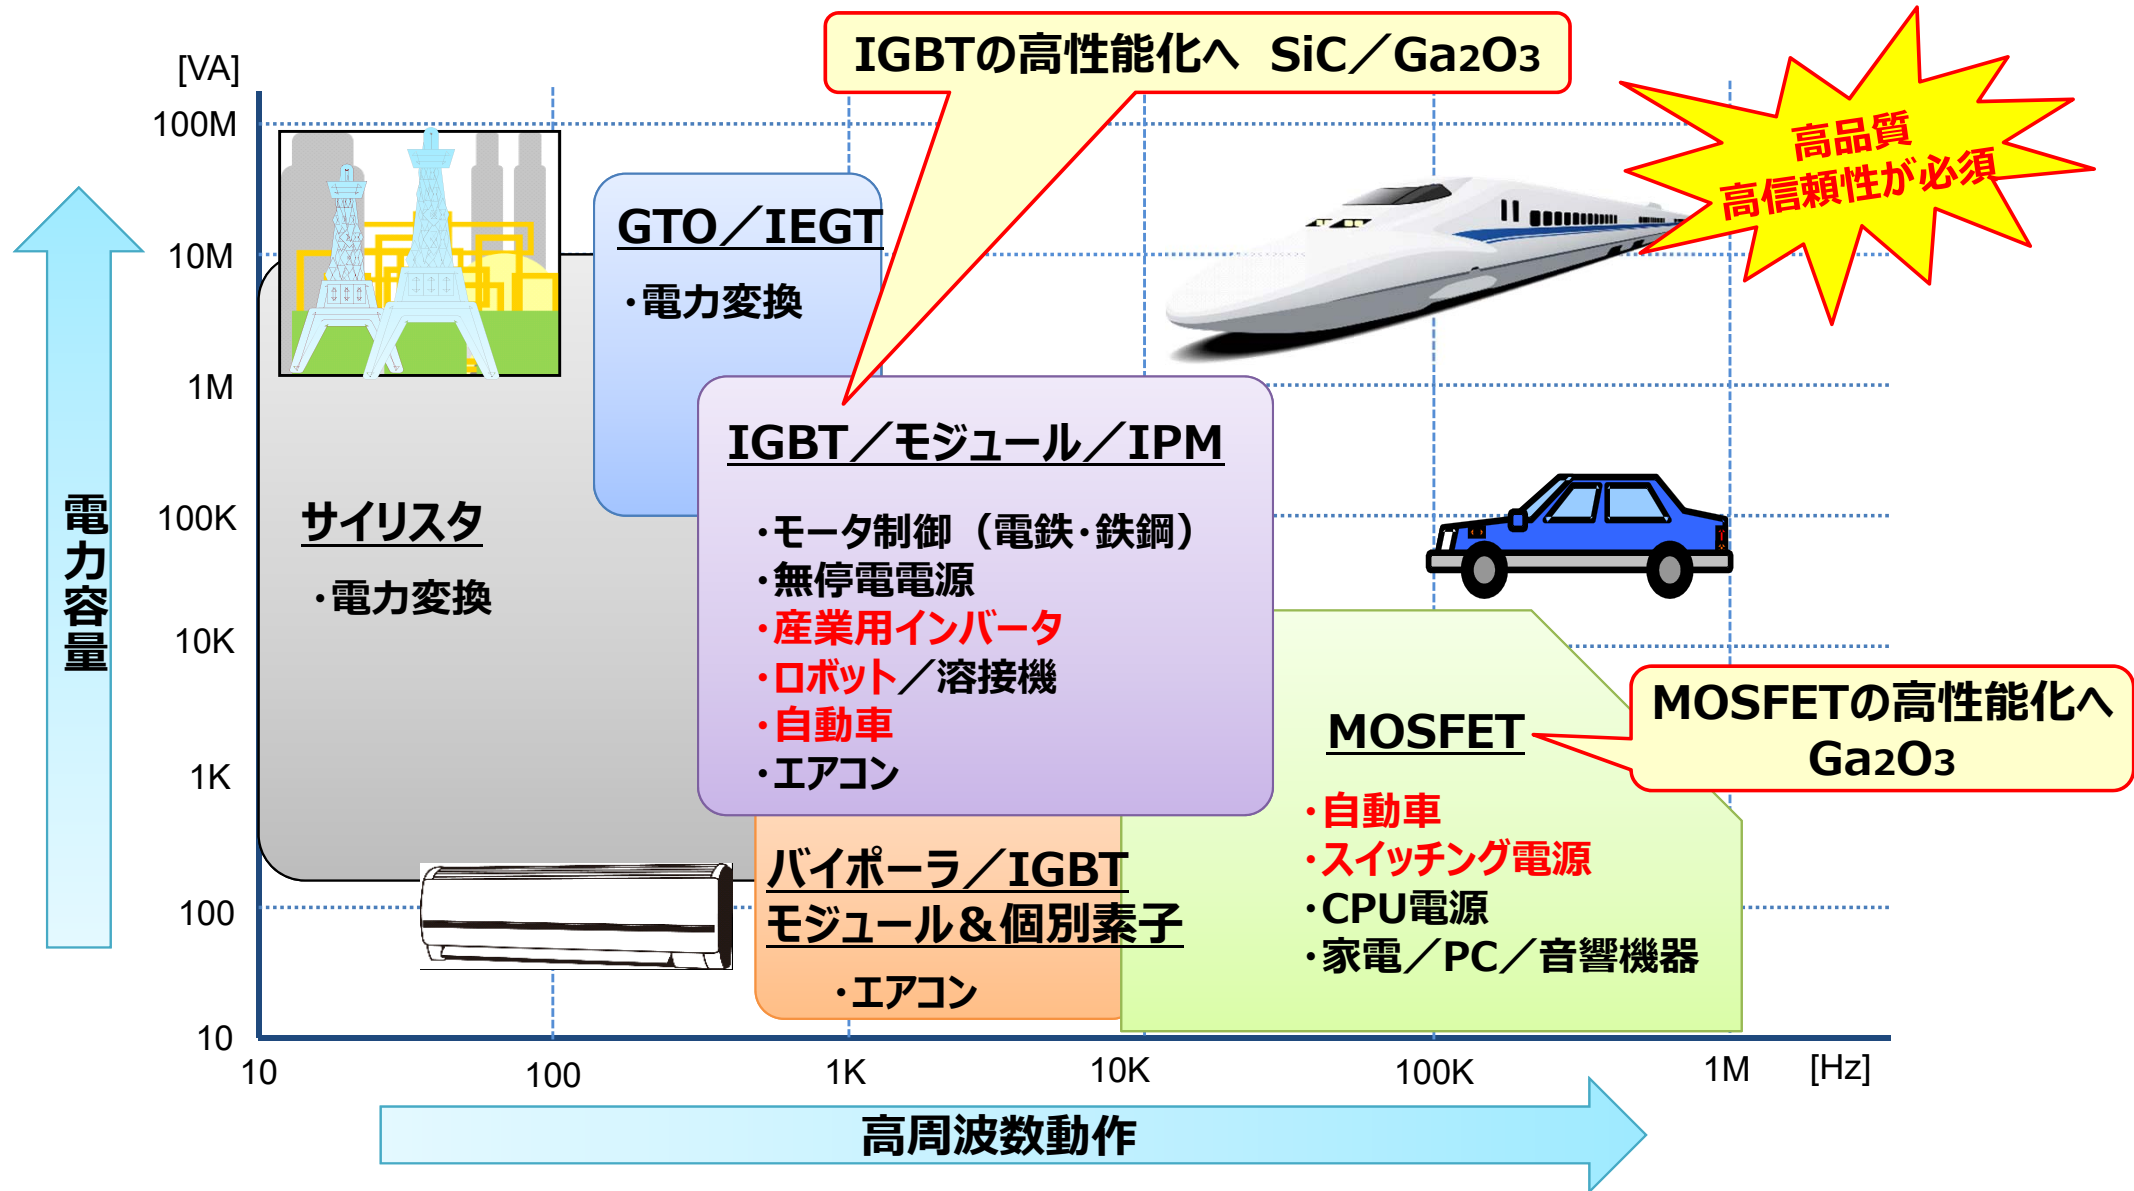 IGBTの高性能化へ SiC／Ga2O3
[VA]
100M
10M
1M
100K
10K
1K
100
10
電力容量
高品質
高信頼性が必須
GTO／IEGT
・電力変換
サイリスタ
・電力変換
IGBT／モジュール／IPM
・モータ制御（電鉄・鉄鋼）
・無停電電源
・産業用インバータ
・ロボット／溶接機
・自動車
・エアコン
MOSFETの高性能化へ
Ga2O3
MOSFET
・自動車
・スイッチング電源
・CPU電源
・家電／PC／音響機器
バイポーラ／IGBT
モジュール＆個別素子
・エアコン
10
100
1K
10K
100K
1M
[Hz]
高周波数動作